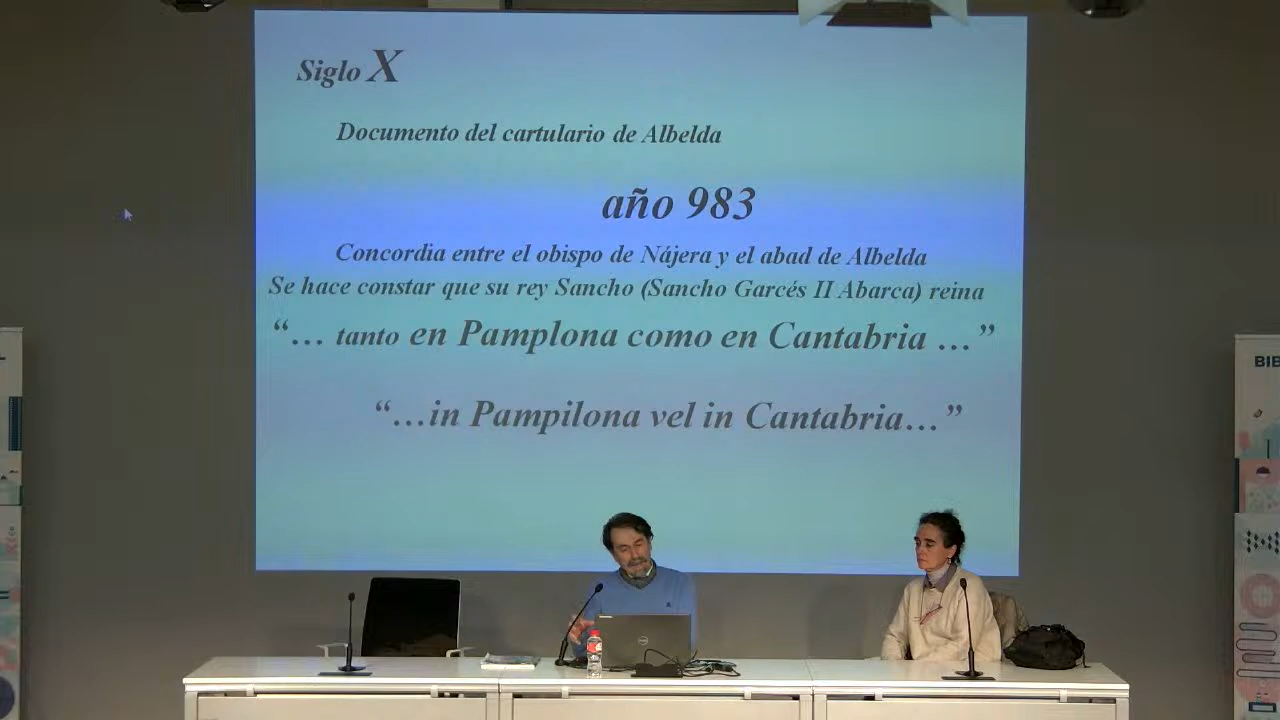 Siglo X
Documento del cartulario de Albelda
año 983
Concordia entre el obispo de Nájera y el abad de Albelda
Se hace constar que su rey Sancho (Sancho Garcés II Abarca) reina
“… tanto en Pamplona como en Cantabria …”
“…in Pampilona vel in Cantabria…”
BIB
DELL